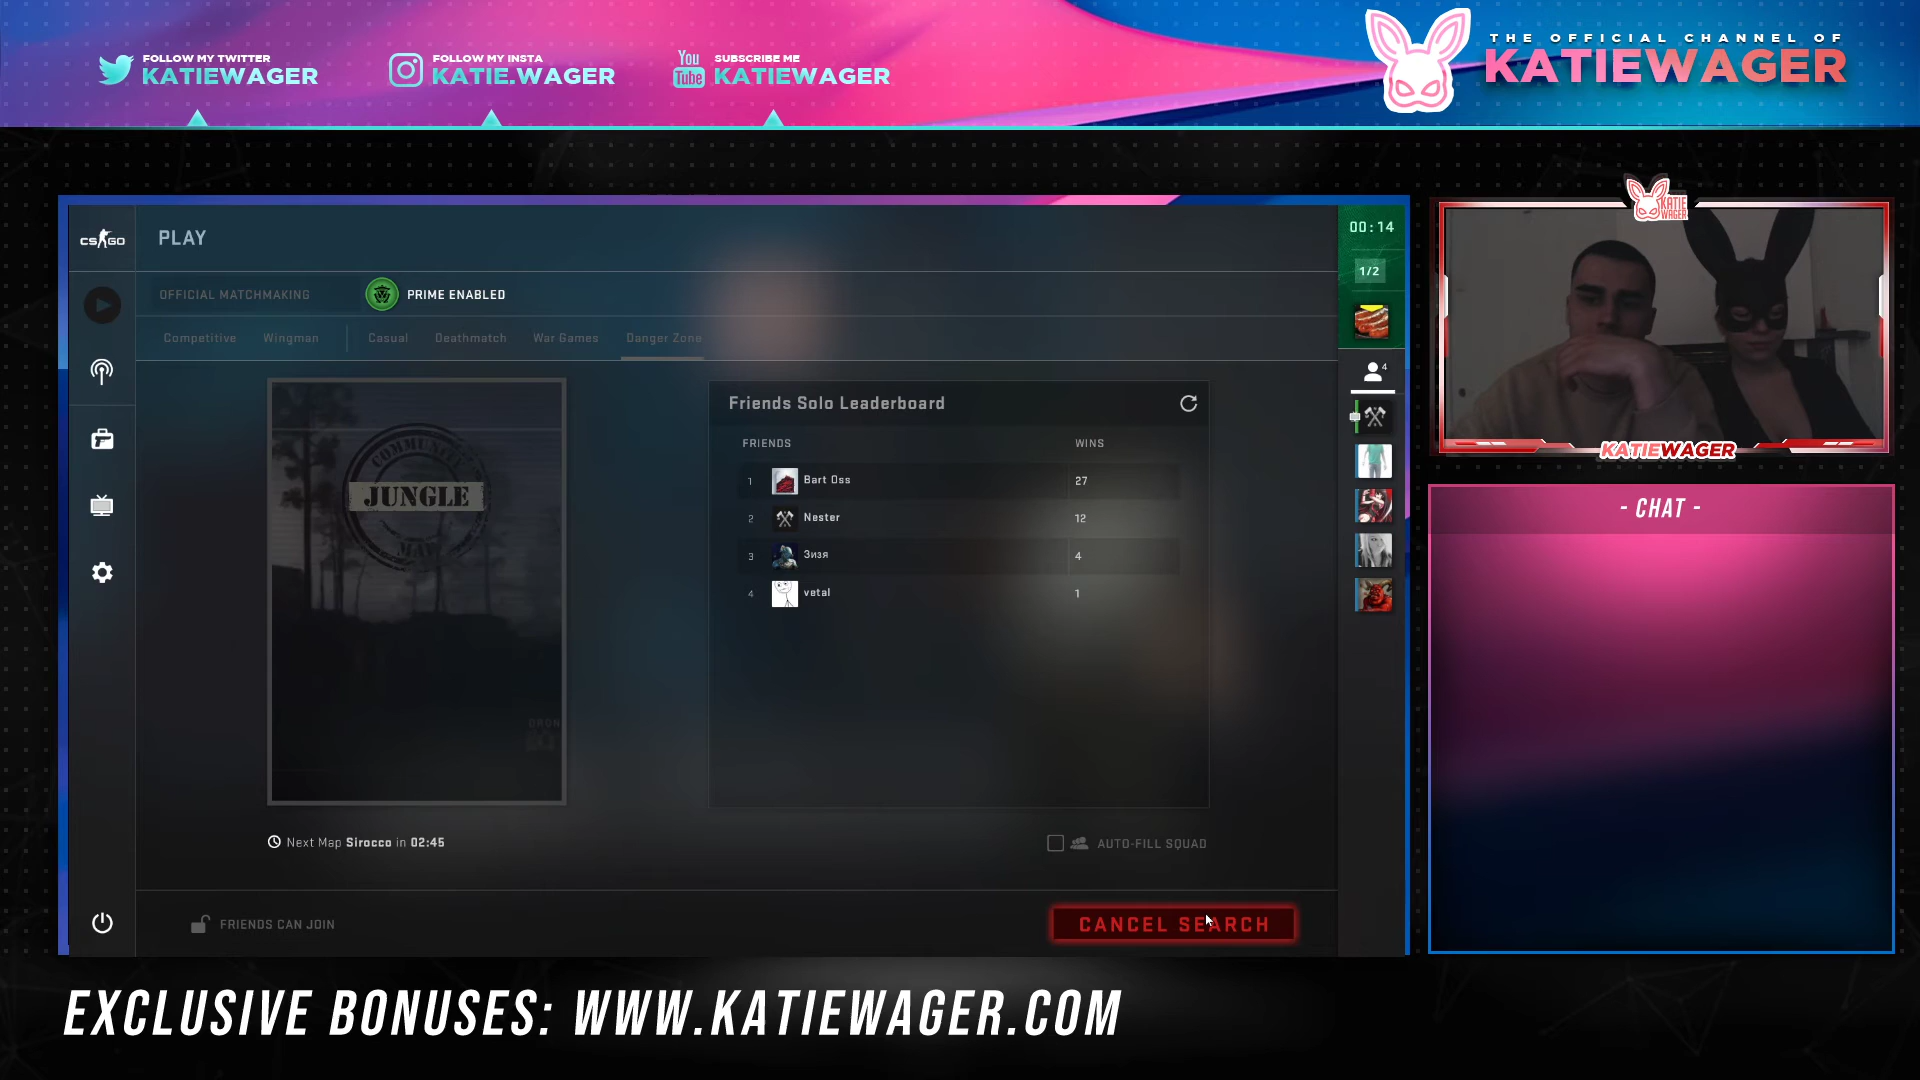 FOLLOW MY TWITTER
KATIEWAGER
FOLLOW MY INSTA
KATIE.WAGER
You
Tube
SUBSCRIBE ME
KATIEWAGER
THE OFFICIAL CHANNEL OF
KATIEWAGER
CS:GO
PLAY
00:14
1/2
OFFICIAL MATCHMAKING
PRIME ENABLED
Competitive
Wingman
Casual
Deathmatch
War Games
Danger Zone
4
COMMUNITY
JUNGLE
MAP
Friends Solo Leaderboard
FRIENDS
WINS
1 Bart Oss 27
2 Nester 12
3 Зизя 4
4 vetal 1
Next Map Sirocco in 02:45
AUTO-FILL SQUAD
FRIENDS CAN JOIN
CANCEL SEARCH
KATIE
WAGER
KATIEWAGER
- CHAT -
EXCLUSIVE BONUSES: WWW.KATIEWAGER.COM